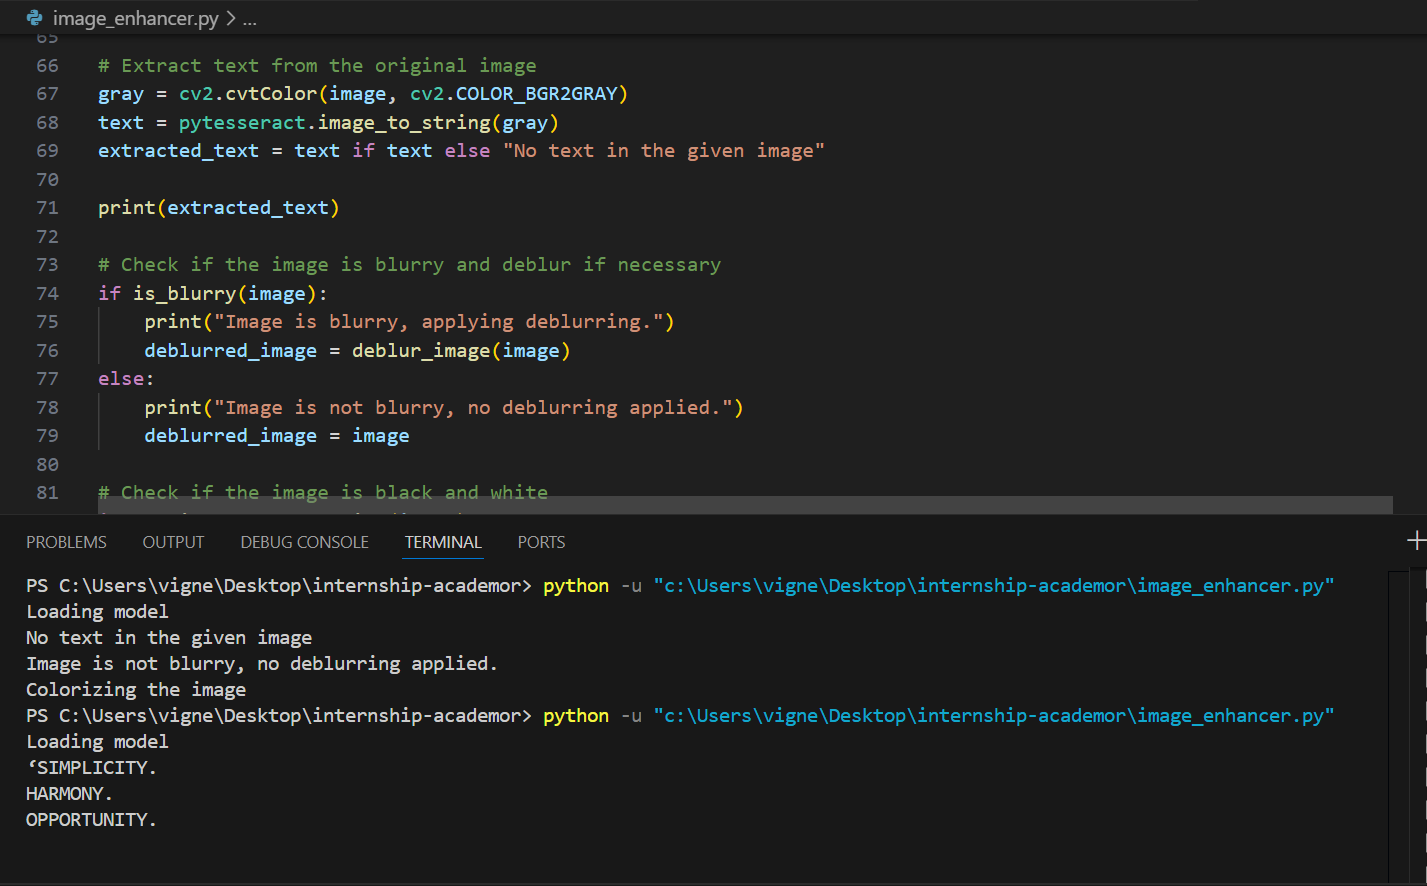 image_enhancer.py > ...
65
66 # Extract text from the original image
67 gray = cv2.cvtColor(image, cv2.COLOR_BGR2GRAY)
68 text = pytesseract.image_to_string(gray)
69 extracted_text = text if text else "No text in the given image"
70
71 print(extracted_text)
72
73 # Check if the image is blurry and deblur if necessary
74 if is_blurry(image):
75     print("Image is blurry, applying deblurring.")
76     deblurred_image = deblur_image(image)
77 else:
78     print("Image is not blurry, no deblurring applied.")
79     deblurred_image = image
80
81 # Check if the image is black and white
PROBLEMS OUTPUT DEBUG CONSOLE TERMINAL PORTS
PS C:\Users\vigne\Desktop\internship-academor> python -u "c:\Users\vigne\Desktop\internship-academor\image_enhancer.py"
Loading model
No text in the given image
Image is not blurry, no deblurring applied.
Colorizing the image
PS C:\Users\vigne\Desktop\internship-academor> python -u "c:\Users\vigne\Desktop\internship-academor\image_enhancer.py"
Loading model
‘SIMPLICITY.
HARMONY.
OPPORTUNITY.